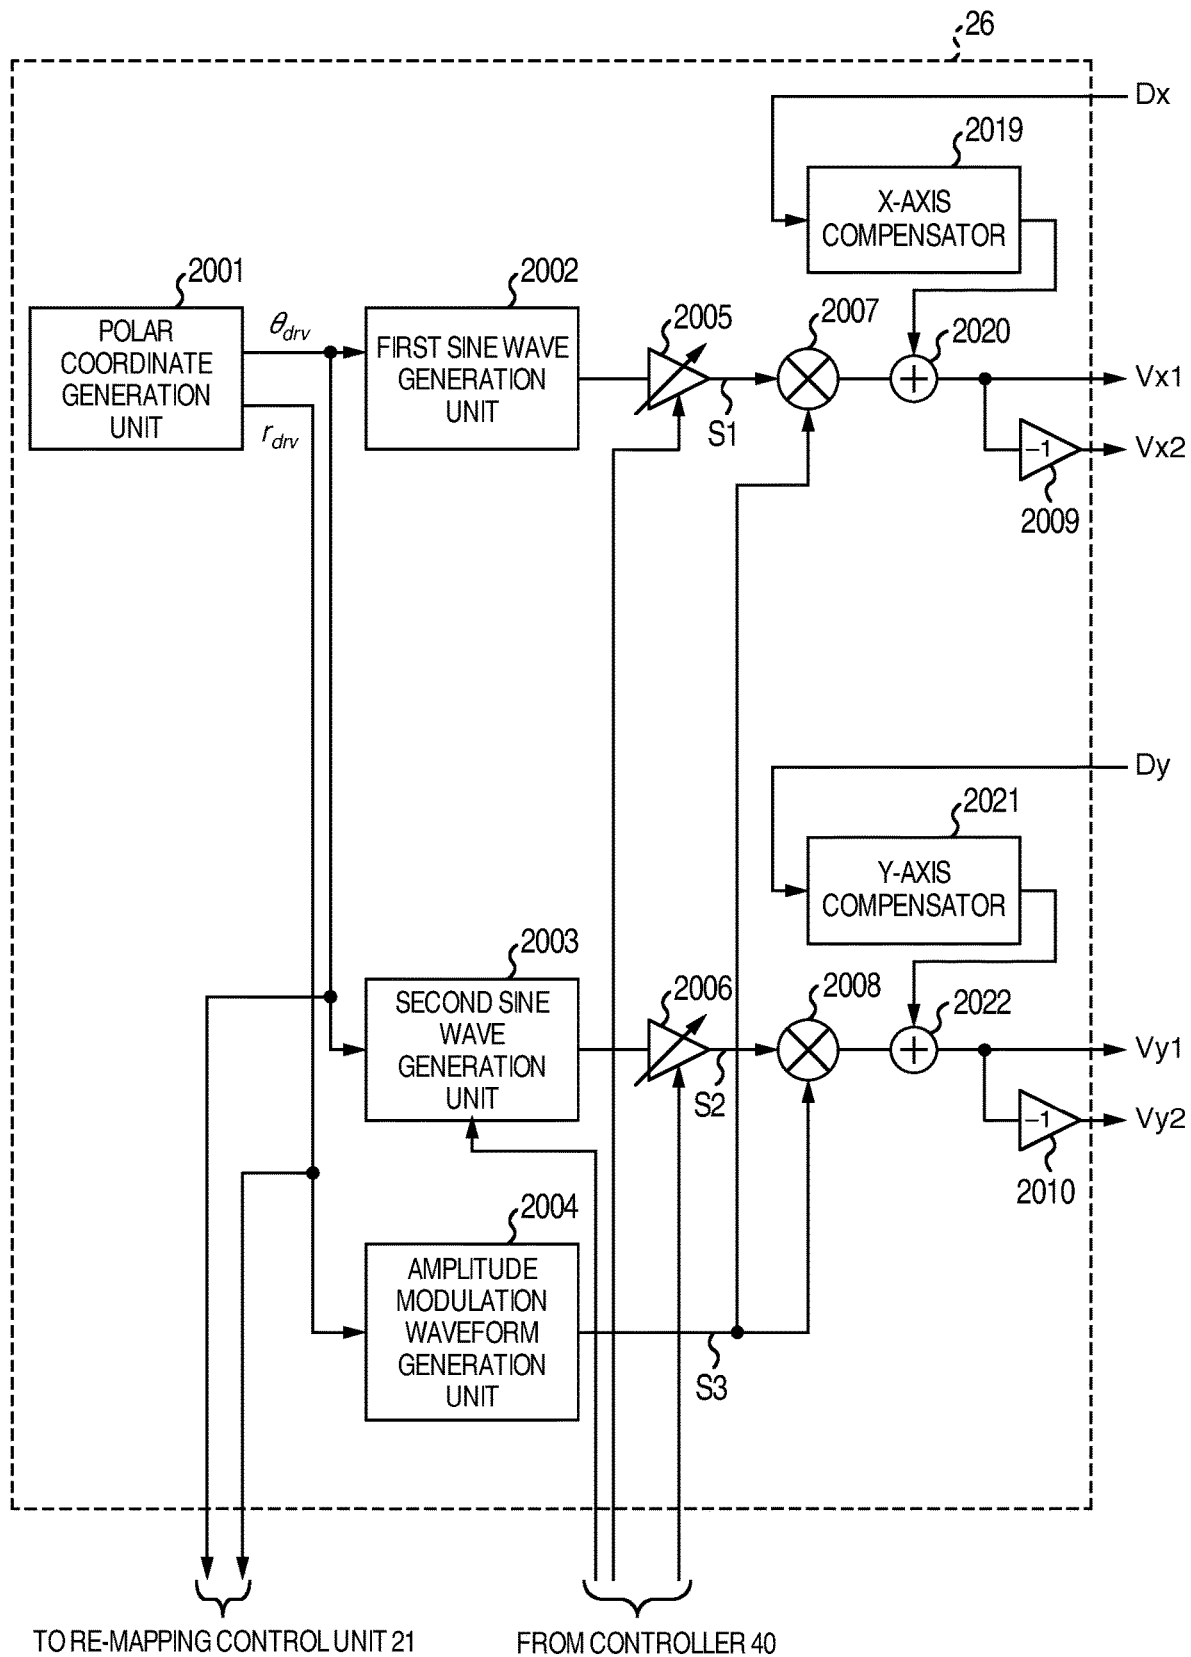 26
Dx
2019
X-AXIS
COMPENSATOR
2001
2002
POLAR
COORDINATE
GENERATION
UNIT
θdrv
rdrv
FIRST SINE WAVE
GENERATION
UNIT
2005
S1
2007
2020
Vx1
−1
Vx2
2009
Dy
2021
Y-AXIS
COMPENSATOR
2003
SECOND SINE
WAVE
GENERATION
UNIT
2006
S2
2008
2022
Vy1
−1
Vy2
2010
2004
AMPLITUDE
MODULATION
WAVEFORM
GENERATION
UNIT
S3
TO RE-MAPPING CONTROL UNIT 21
FROM CONTROLLER 40